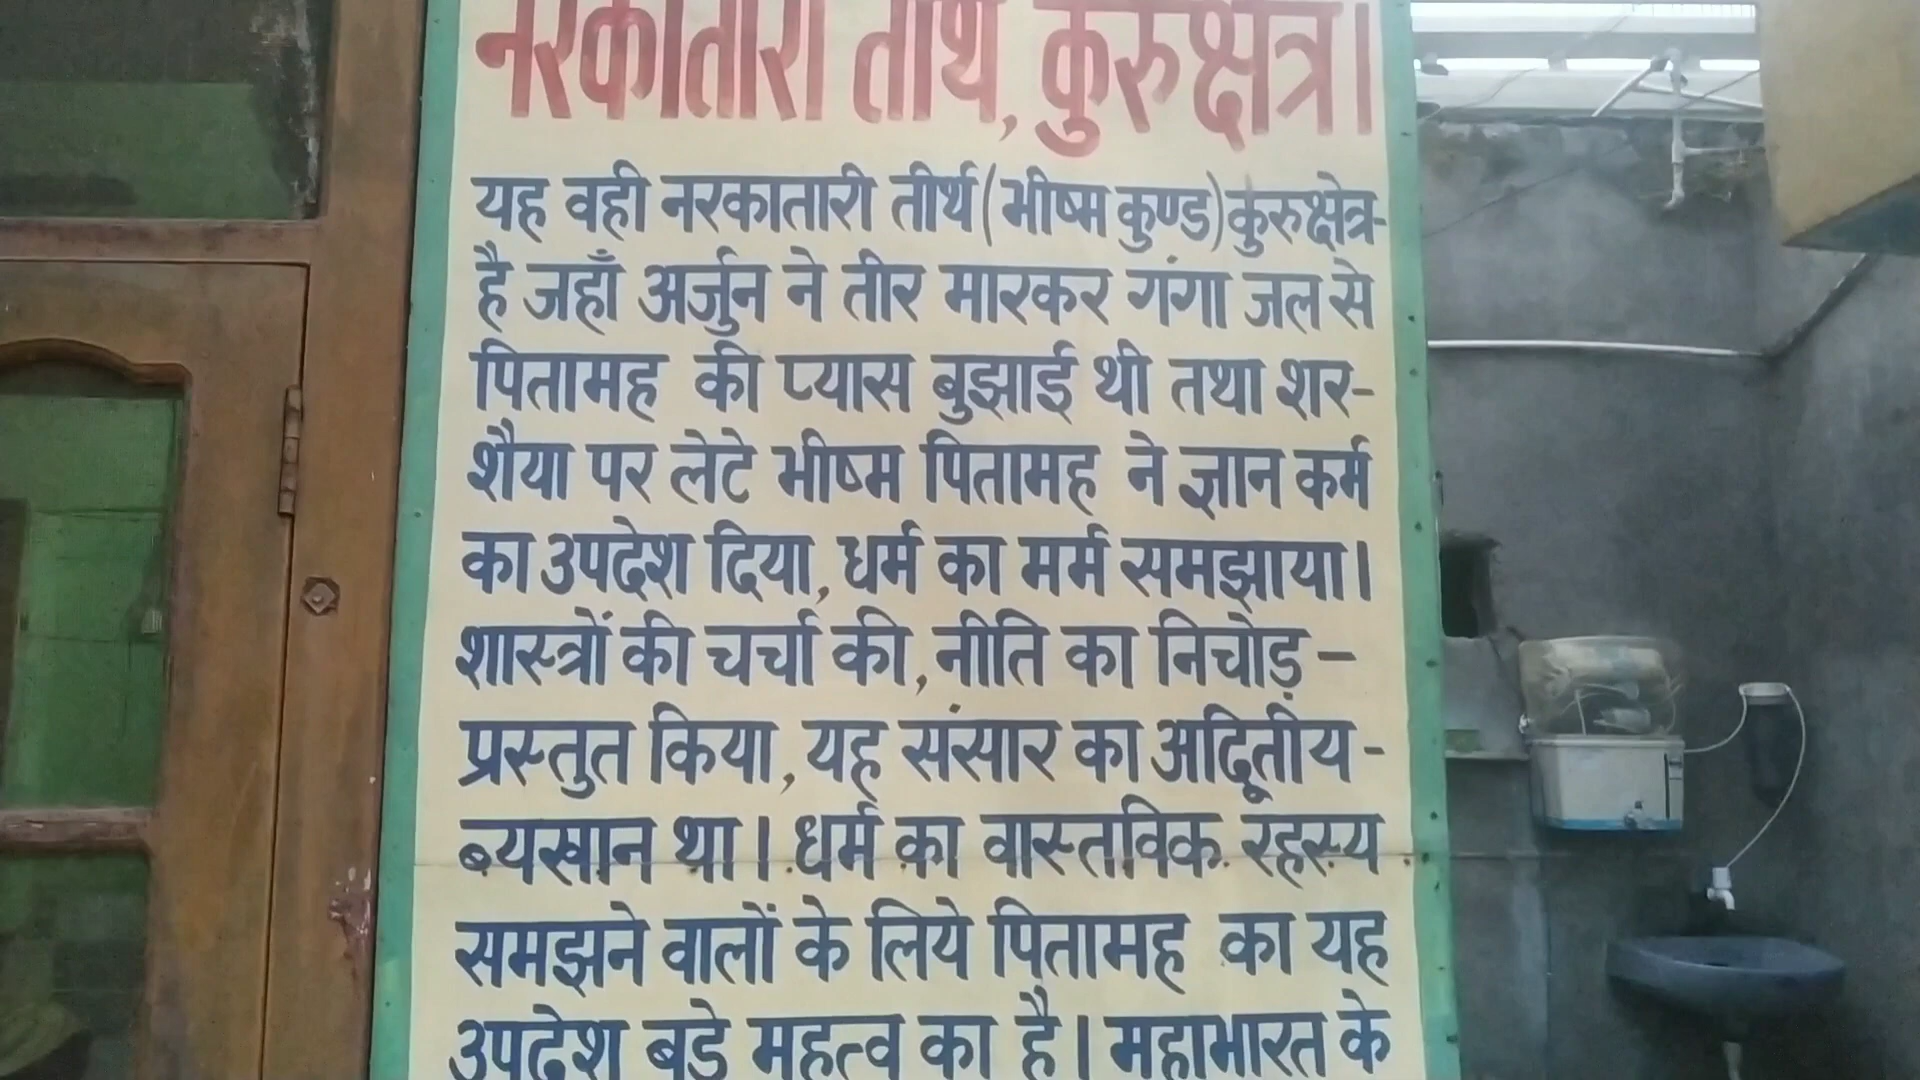 नरकातारी तीर्थ, कुरुक्षेत्र।
यह वही नरकातारी तीर्थ (भीष्म कुण्ड) कुरुक्षेत्र-
है जहाँ अर्जुन ने तीर मारकर गंगा जल से
पितामह की प्यास बुझाई थी तथा शर-
शैया पर लेटे भीष्म पितामह ने ज्ञान कर्म
का उपदेश दिया, धर्म का मर्म समझाया।
शास्त्रों की चर्चा की, नीति का निचोड़ -
प्रस्तुत किया, यह संसार का अद्वितीय -
ब्यखान था। धर्म का वास्तविक रहस्य
समझने वालों के लिये पितामह का यह
उपदेश बडे महत्व का है। महाभारत के